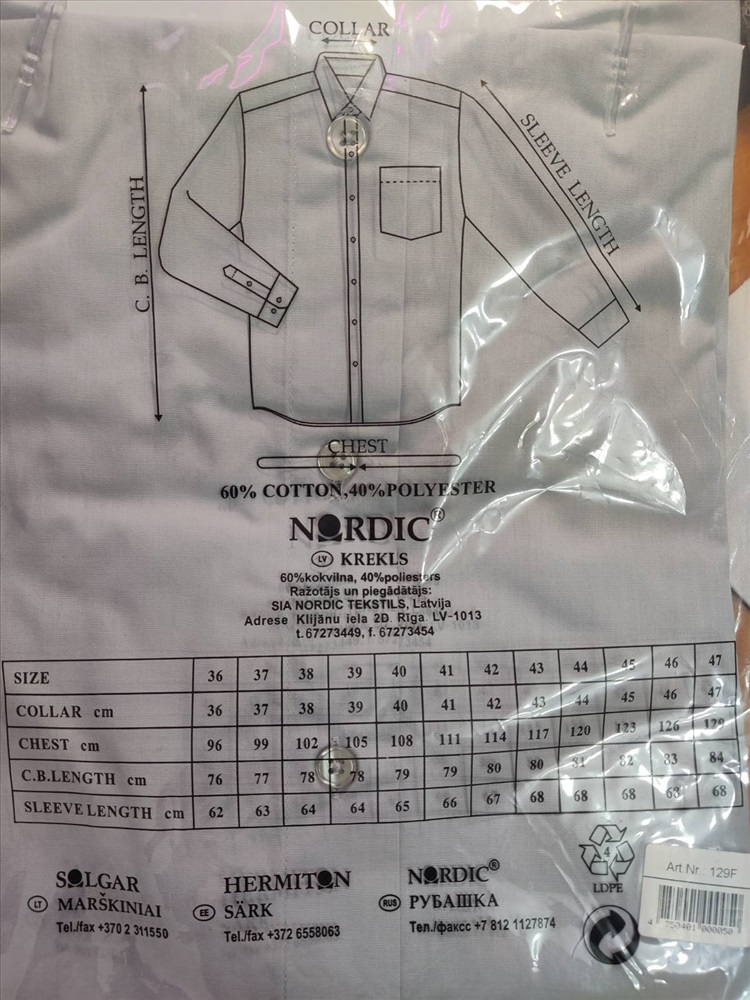 COLLAR
SLEEVE LENGTH
C. B. LENGTH
CHEST
60% COTTON,40%POLYESTER
NORDIC®
LV KREKLS
60%kokvilna, 40%poliesters
Ražotājs un piegādātājs:
SIA NORDIC TEKSTILS, Latvija
Adrese Klijānu iela 2D. Rīga LV-1013
t.67273449, f. 67273454
SIZE 36 37 38 39 40 41 42 43 44 45 46 47
COLLAR cm 36 37 38 39 40 41 42 43 44 45 46 47
CHEST cm 96 99 102 105 108 111 114 117 120 123 126 129
C.B.LENGTH cm 76 77 78 78 79 79 80 80 81 82 83 84
SLEEVE LENGTH cm 62 63 64 64 65 66 67 68 68 68 68 68
4
LDPE
SOLGAR
LT MARŠKINIAI
Tel./fax +370 2 311550
HERMITON
EE SÄRK
Tel./fax +372 6558063
NORDIC®
RUS РУБАШКА
Тел./факсс +7 812 1127874
Art Nr. 129F
4 750401 000050